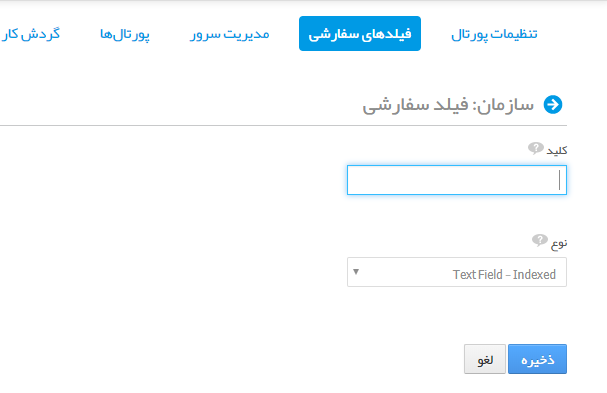 تنظیمات پورتال فیلدهای سفارشی مدیریت سرور پورتال‌ها گردش کار
سازمان: فیلد سفارشی
کلید ?
نوع ?
Text Field - Indexed
ذخیره لغو